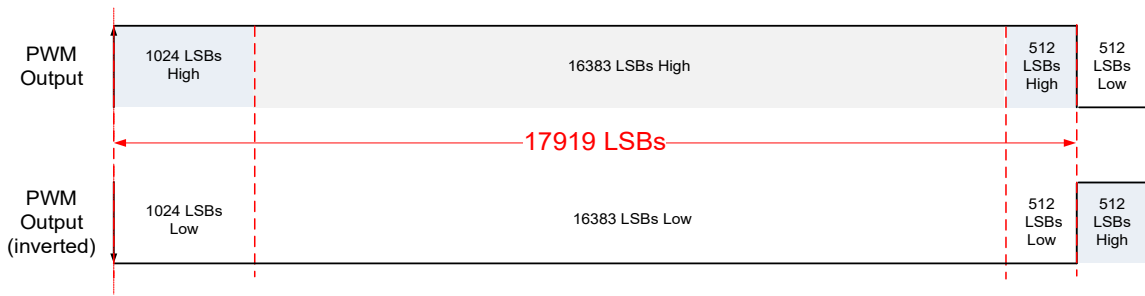 PWM
Output
1024 LSBs
High
16383 LSBs High
512
LSBs
High
512
LSBs
Low
17919 LSBs
PWM
Output
(inverted)
1024 LSBs
Low
16383 LSBs Low
512
LSBs
Low
512
LSBs
High